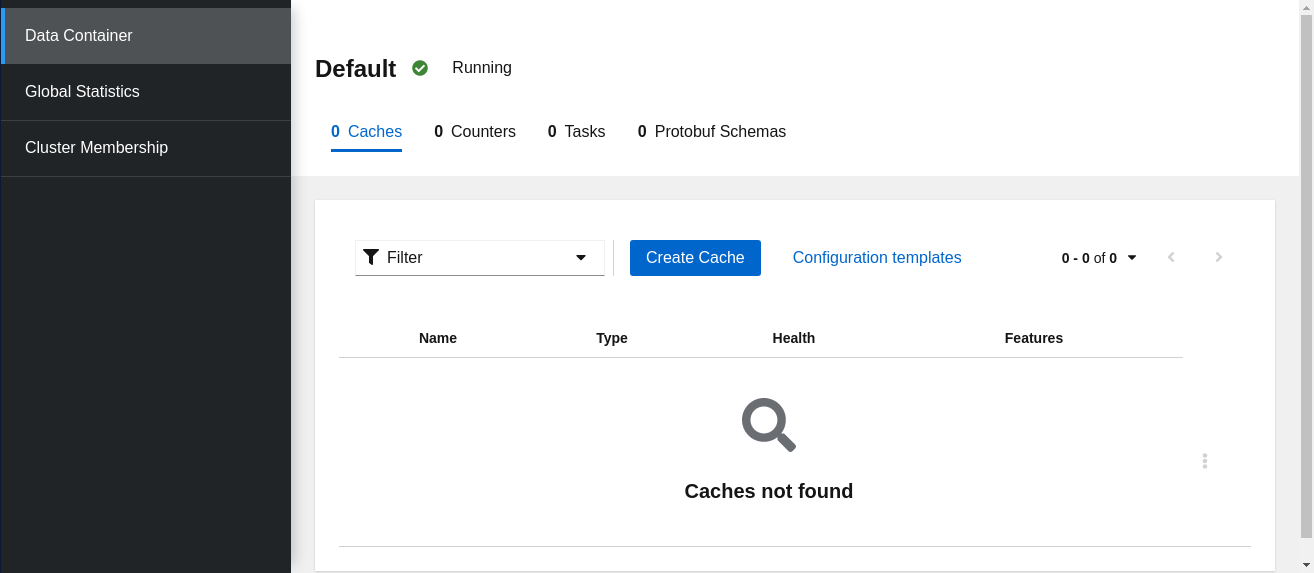 Data Container
Global Statistics
Cluster Membership
Default Running
0 Caches 0 Counters 0 Tasks 0 Protobuf Schemas
Filter Create Cache Configuration templates 0 - 0 of 0
Name Type Health Features
Caches not found